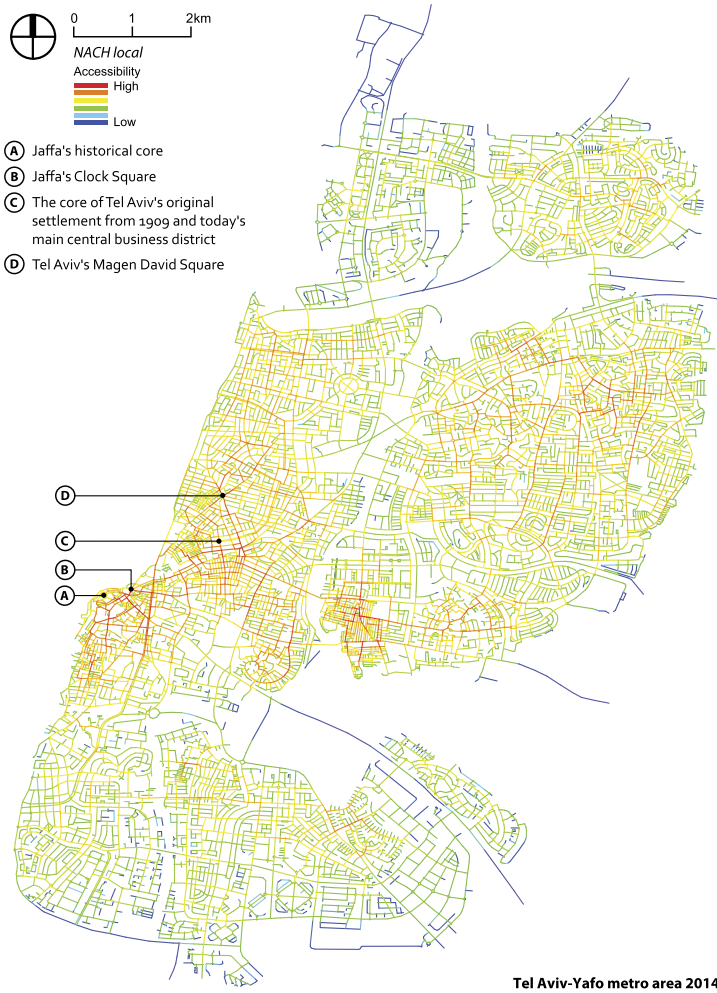 0 1 2km
NACH local
Accessibility
High
Low
A Jaffa's historical core
B Jaffa's Clock Square
C The core of Tel Aviv's original
settlement from 1909 and today's
main central business district
D Tel Aviv's Magen David Square
D
C
B
A
Tel Aviv-Yafo metro area 2014